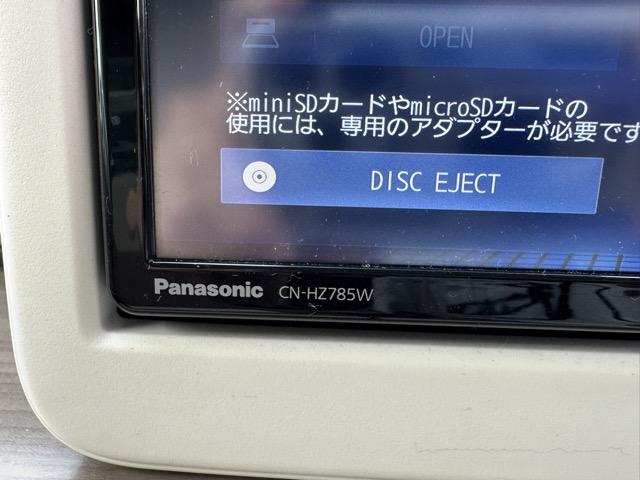 OPEN
※miniSDカードやmicroSDカードの
使用には、専用のアダプターが必要です
DISC EJECT
Panasonic CN-HZ785W